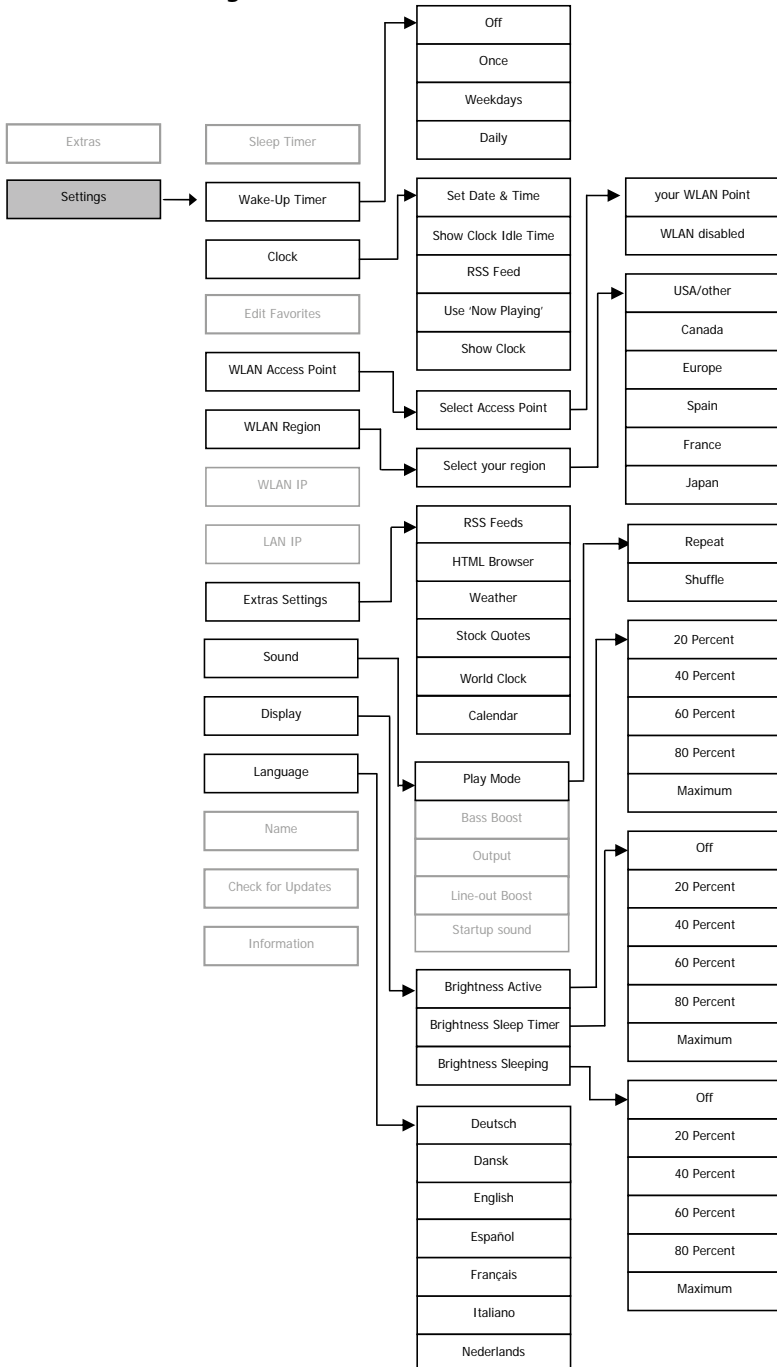 Extras
Settings
Sleep Timer
Wake-Up Timer
Clock
Edit Favorites
WLAN Access Point
WLAN Region
WLAN IP
LAN IP
Extras Settings
Sound
Display
Language
Name
Check for Updates
Information
Off
Once
Weekdays
Daily
Set Date & Time
Show Clock Idle Time
RSS Feed
Use ‘Now Playing’
Show Clock
Select Access Point
Select your region
RSS Feeds
HTML Browser
Weather
Stock Quotes
World Clock
Calendar
Play Mode
Bass Boost
Output
Line-out Boost
Startup sound
Brightness Active
Brightness Sleep Timer
Brightness Sleeping
Deutsch
Dansk
English
Español
Français
Italiano
Nederlands
your WLAN Point
WLAN disabled
USA/other
Canada
Europe
Spain
France
Japan
Repeat
Shuffle
20 Percent
40 Percent
60 Percent
80 Percent
Maximum
Off
20 Percent
40 Percent
60 Percent
80 Percent
Maximum
Off
20 Percent
40 Percent
60 Percent
80 Percent
Maximum